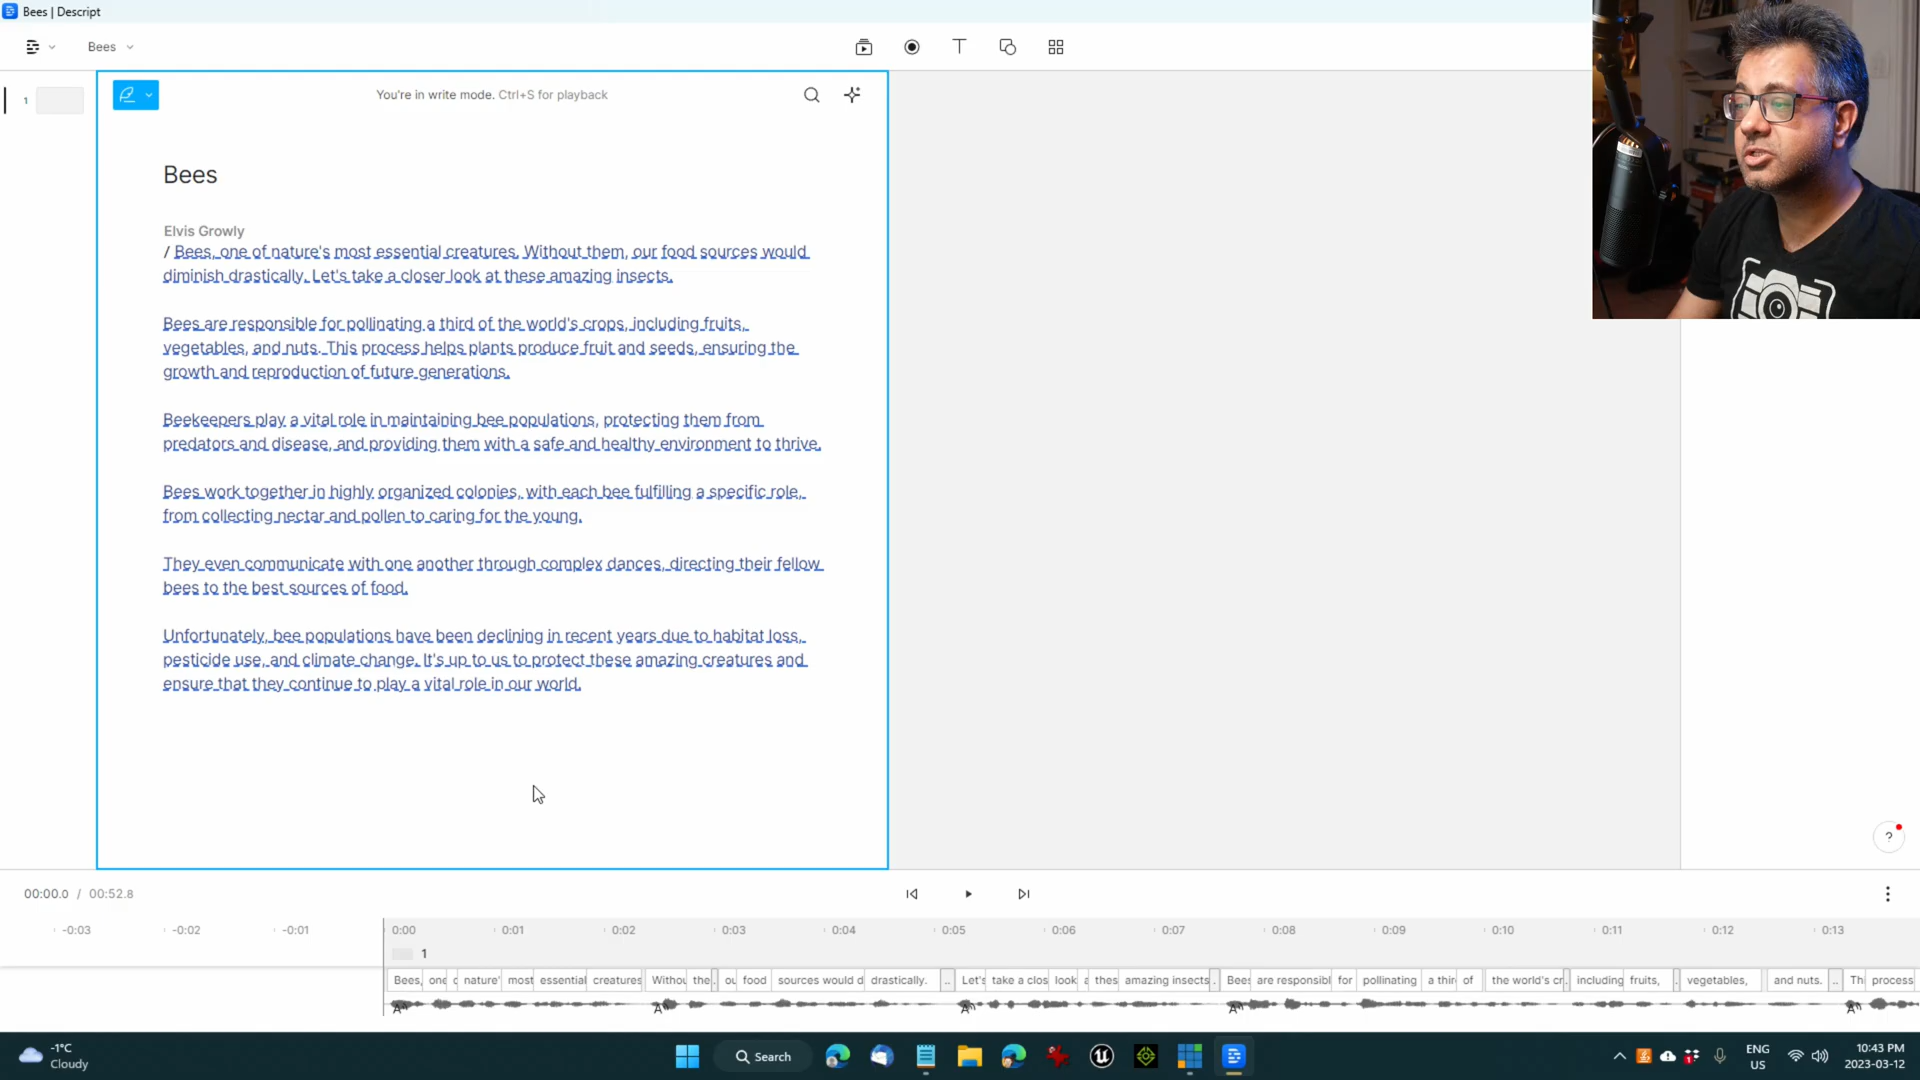 Bees | Descript
Bees
You're in write mode. Ctrl+S for playback
1
Bees
Elvis Growly
/ Bees, one of nature's most essential creatures. Without them, our food sources would
diminish drastically. Let's take a closer look at these amazing insects.
Bees are responsible for pollinating a third of the world's crops, including fruits,
vegetables, and nuts. This process helps plants produce fruit and seeds, ensuring the
growth and reproduction of future generations.
Beekeepers play a vital role in maintaining bee populations, protecting them from
predators and disease, and providing them with a safe and healthy environment to thrive.
Bees work together in highly organized colonies, with each bee fulfilling a specific role,
from collecting nectar and pollen to caring for the young.
They even communicate with one another through complex dances, directing their fellow
bees to the best sources of food.
Unfortunately, bee populations have been declining in recent years due to habitat loss,
pesticide use, and climate change. It's up to us to protect these amazing creatures and
ensure that they continue to play a vital role in our world.
?
00:00.0 / 00:52.8
-0:03 -0:02 -0:01 0:00 0:01 0:02 0:03 0:04 0:05 0:06 0:07 0:08 0:09 0:10 0:11 0:12 0:13
1
Bees, one nature' most essential creatures Withou the ou food sources would d drastically. .. Let's take a clos look a thes amazing insects . Bees are responsibl for pollinating a thir of the world's cr . including fruits, . vegetables, and nuts. .. Th process
-1°C
Cloudy
Search
ENG
US
10:43 PM
2023-03-12